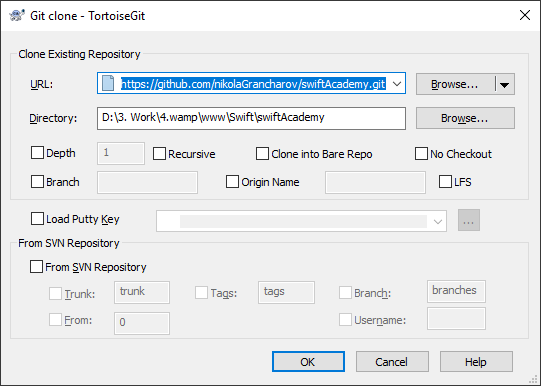 Git clone - TortoiseGit
Clone Existing Repository
URL: https://github.com/nikolaGrancharov/swiftAcademy.git Browse...
Directory: D:\3. Work\4.wamp\www\Swift\swiftAcademy Browse...
Depth 1 Recursive Clone into Bare Repo No Checkout
Branch Origin Name LFS
Load Putty Key ...
From SVN Repository
From SVN Repository
Trunk: trunk Tags: tags Branch: branches
From: 0 Username:
OK Cancel Help